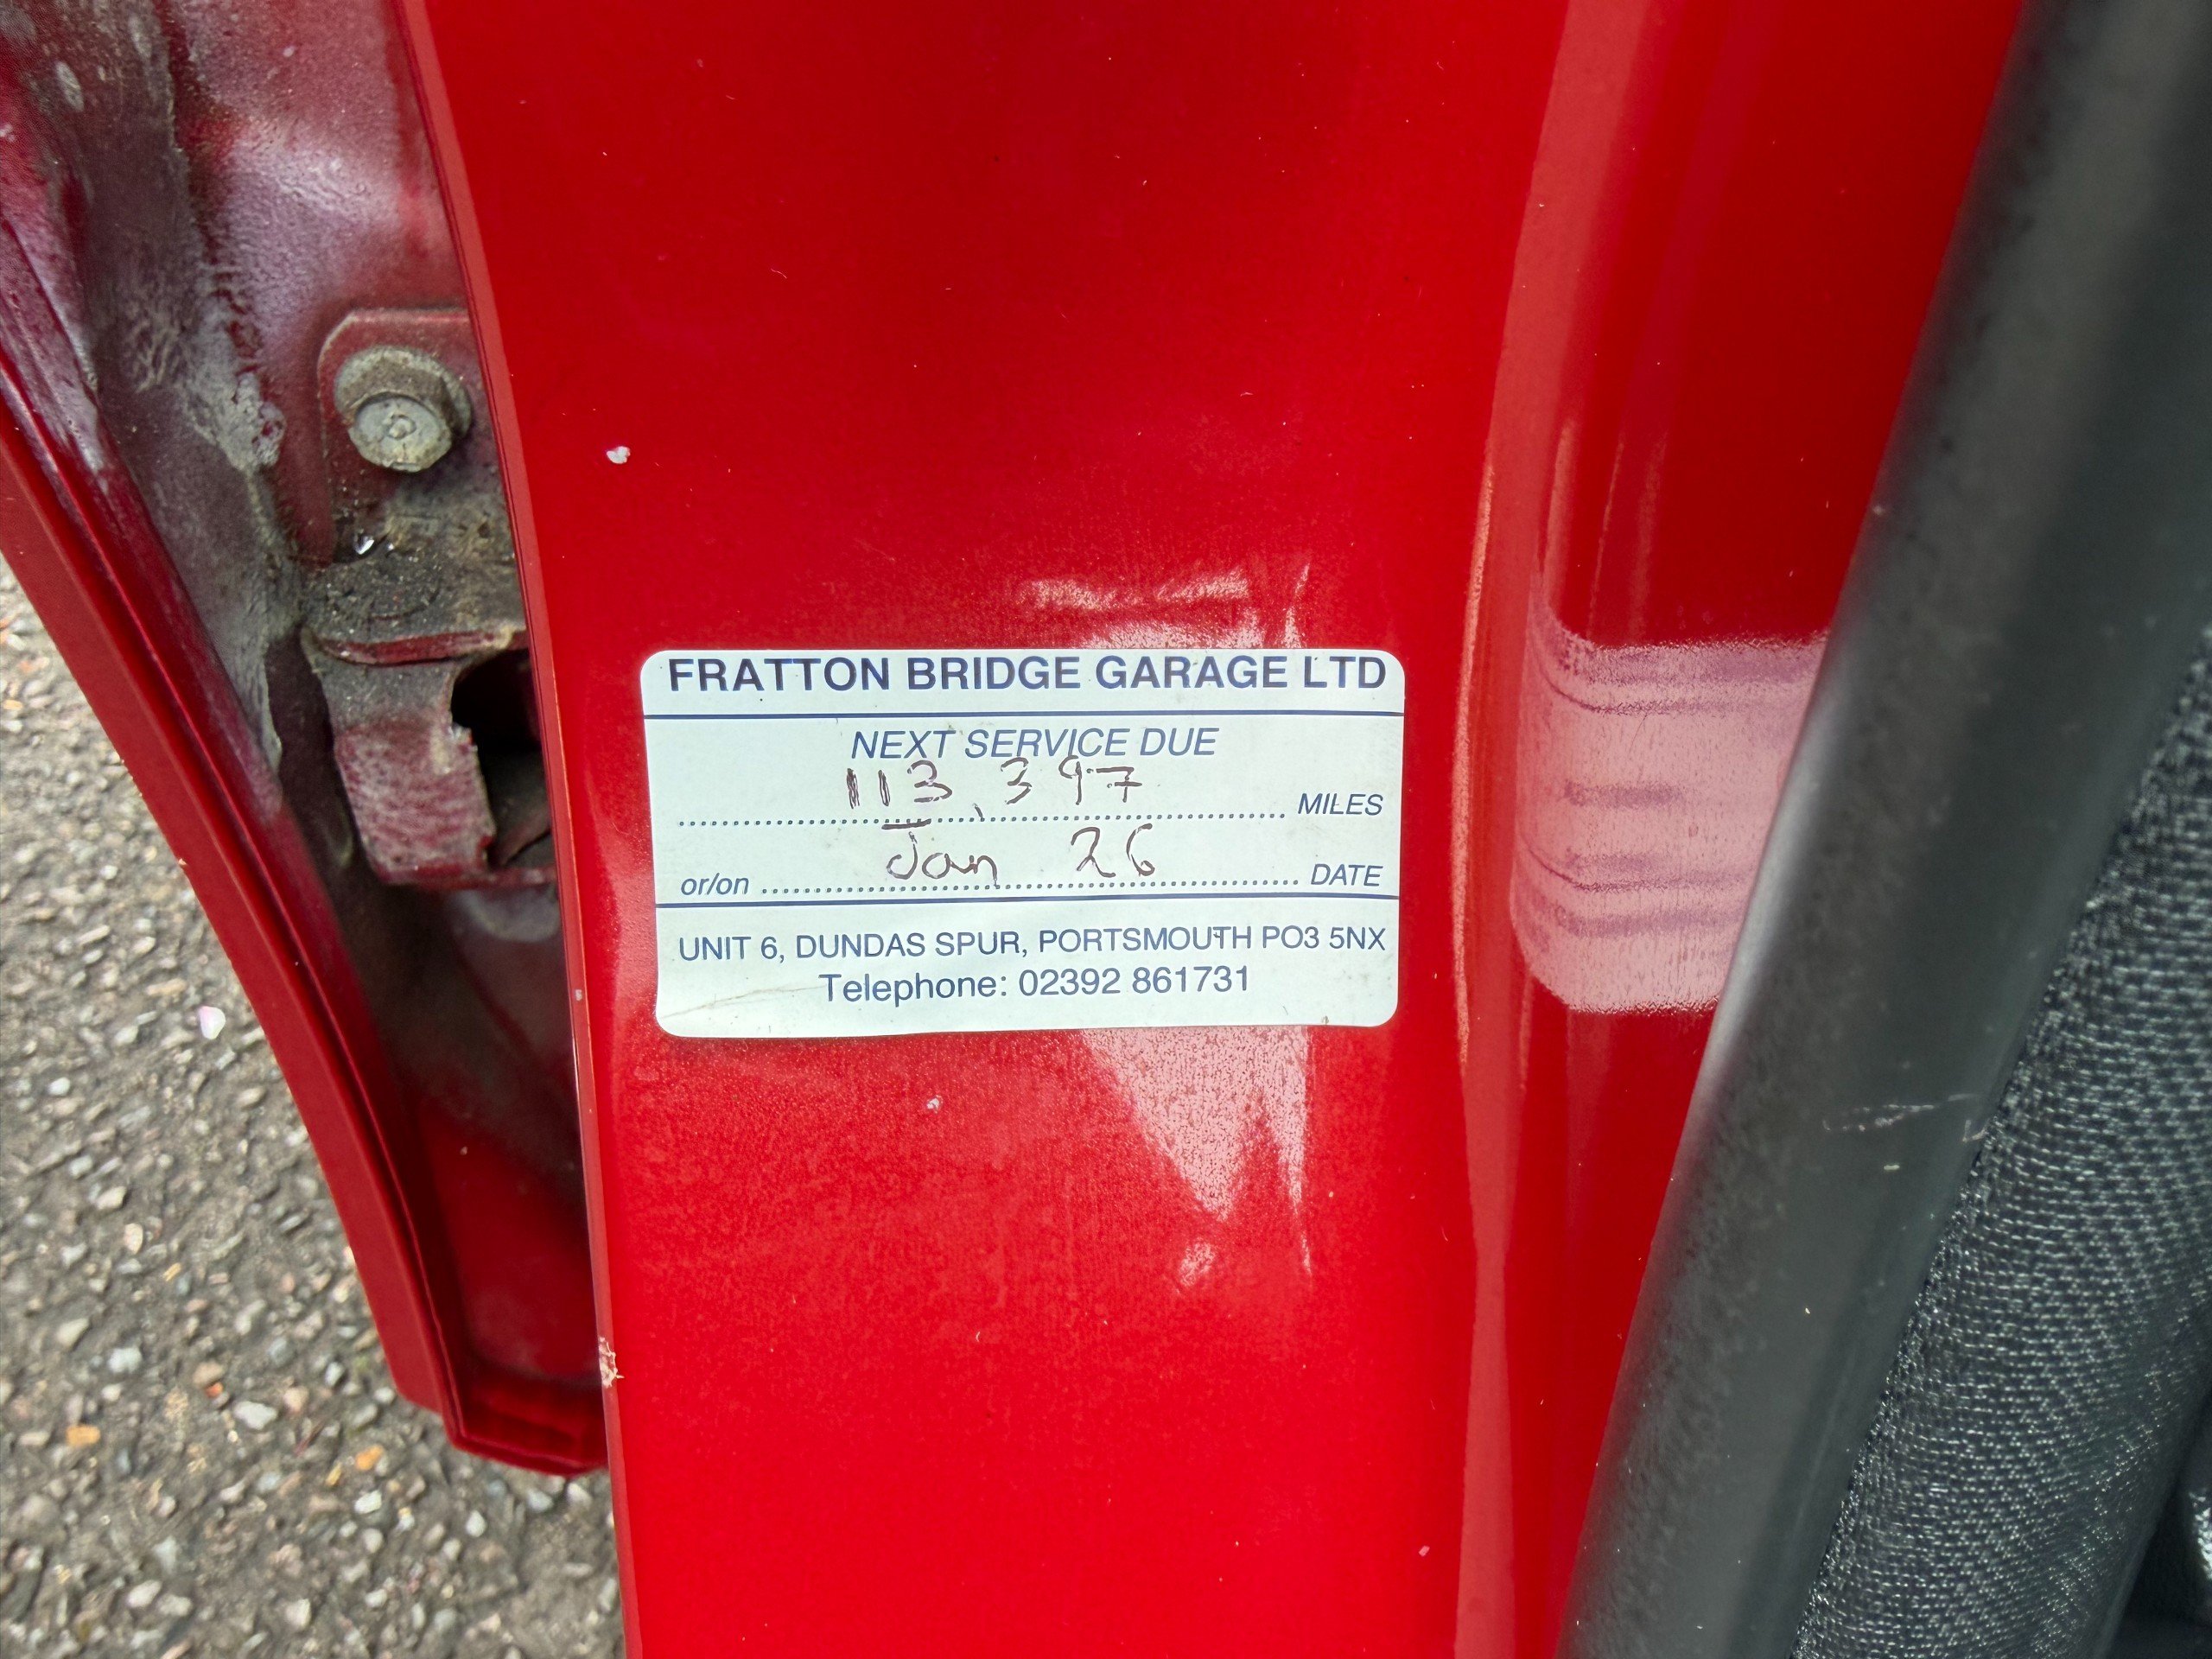 FRATTON BRIDGE GARAGE LTD
NEXT SERVICE DUE
113,397 MILES
or/on Jan 26 DATE
UNIT 6, DUNDAS SPUR, PORTSMOUTH PO3 5NX
Telephone: 02392 861731